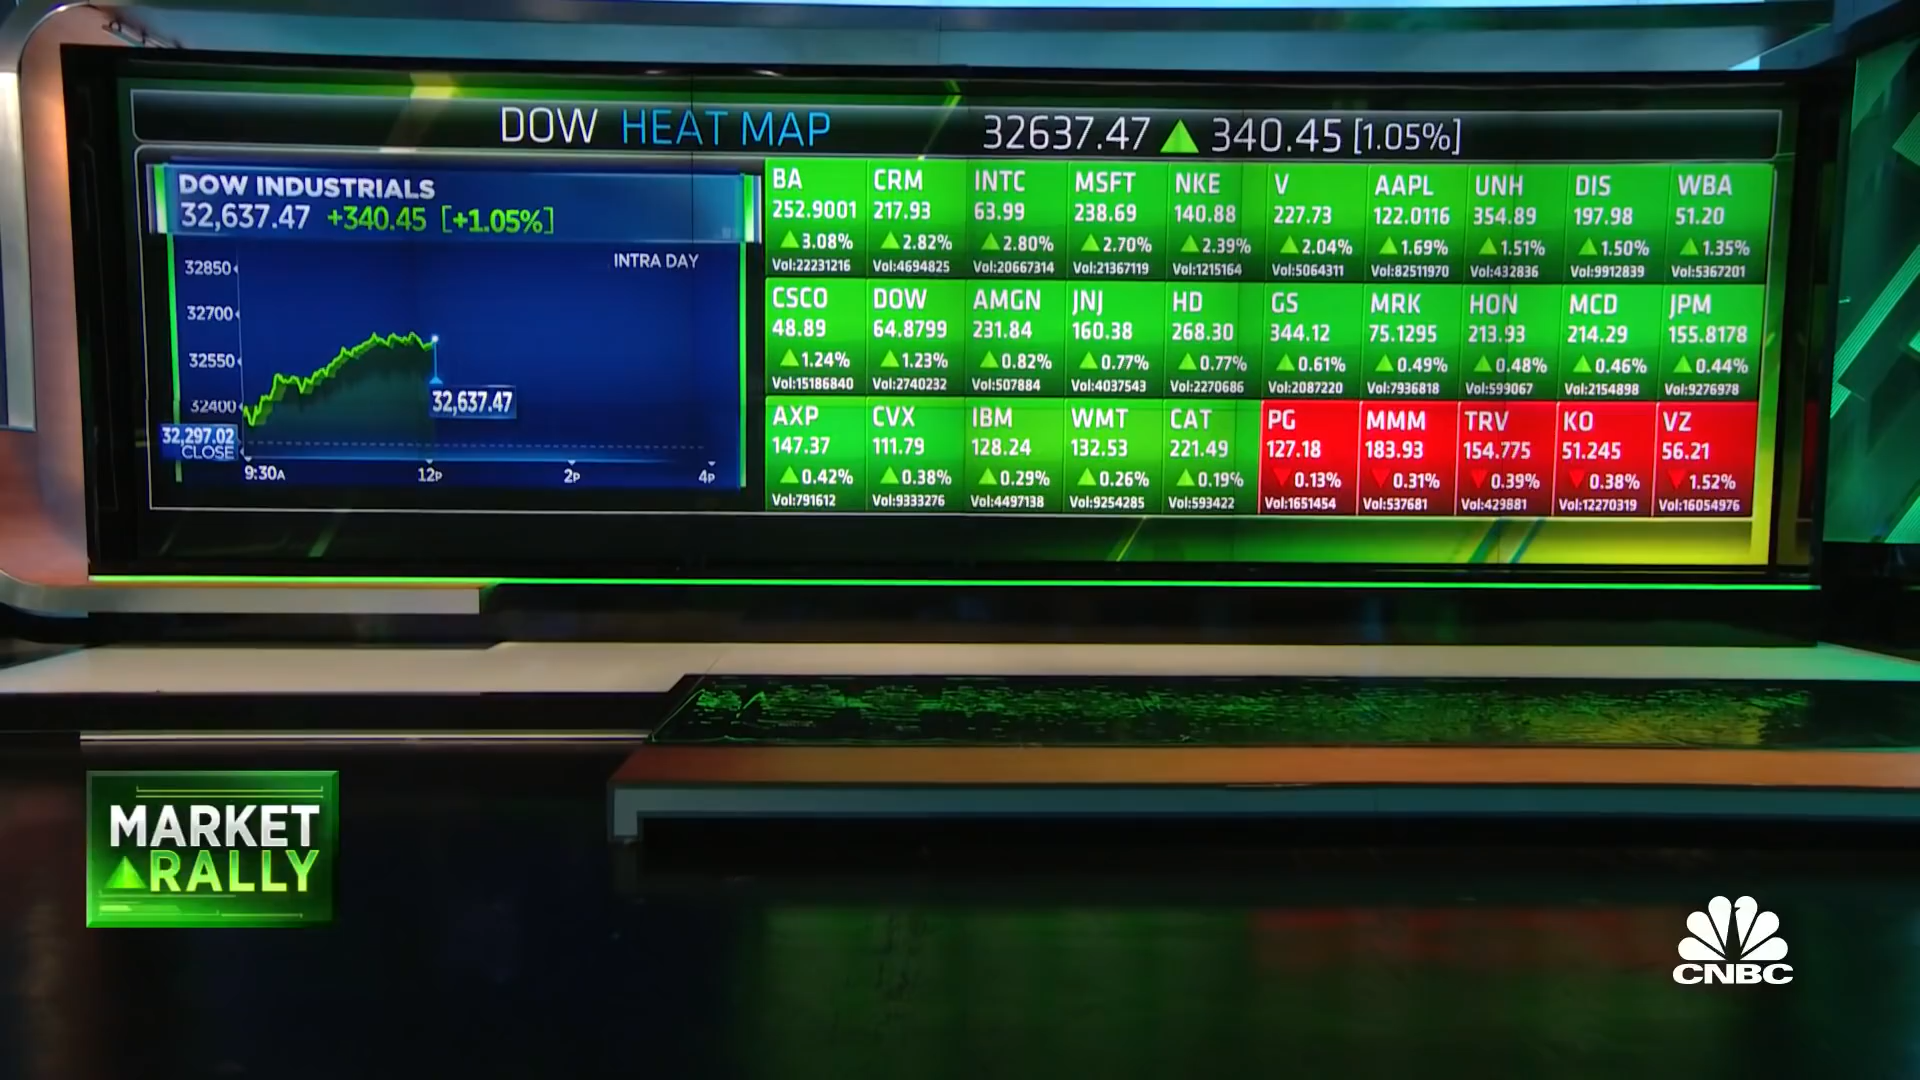 DOW HEAT MAP 32637.47 ▲ 340.45 [1.05%]
DOW INDUSTRIALS
32,637.47 +340.45 [+1.05%]
INTRA DAY
32850
32700
32550
32400
32,637.47
32,297.02
CLOSE
9:30A 12P 2P 4P
BA CRM INTC MSFT NKE V AAPL UNH DIS WBA
252.9001 217.93 63.99 238.69 140.88 227.73 122.0116 354.89 197.98 51.20
▲3.08% ▲2.82% ▲2.80% ▲2.70% ▲2.39% ▲2.04% ▲1.69% ▲1.51% ▲1.50% ▲1.35%
Vol:22231216 Vol:4694825 Vol:20667314 Vol:21367119 Vol:1215164 Vol:5064311 Vol:82511970 Vol:432836 Vol:9912839 Vol:5367201
CSCO DOW AMGN JNJ HD GS MRK HON MCD JPM
48.89 64.8799 231.84 160.38 268.30 344.12 75.1295 213.93 214.29 155.8178
▲1.24% ▲1.23% ▲0.82% ▲0.77% ▲0.77% ▲0.61% ▲0.49% ▲0.48% ▲0.46% ▲0.44%
Vol:15186840 Vol:2740232 Vol:507884 Vol:4037543 Vol:2270686 Vol:2087220 Vol:7936818 Vol:599067 Vol:2154898 Vol:9276978
AXP CVX IBM WMT CAT PG MMM TRV KO VZ
147.37 111.79 128.24 132.53 221.49 127.18 183.93 154.775 51.245 56.21
▲0.42% ▲0.38% ▲0.29% ▲0.26% ▲0.19% ▼0.13% ▼0.31% ▼0.39% ▼0.38% ▼1.52%
Vol:791612 Vol:9333276 Vol:4497138 Vol:9254285 Vol:593422 Vol:1651454 Vol:537681 Vol:429881 Vol:12270319 Vol:16054976
MARKET
▲RALLY
CNBC